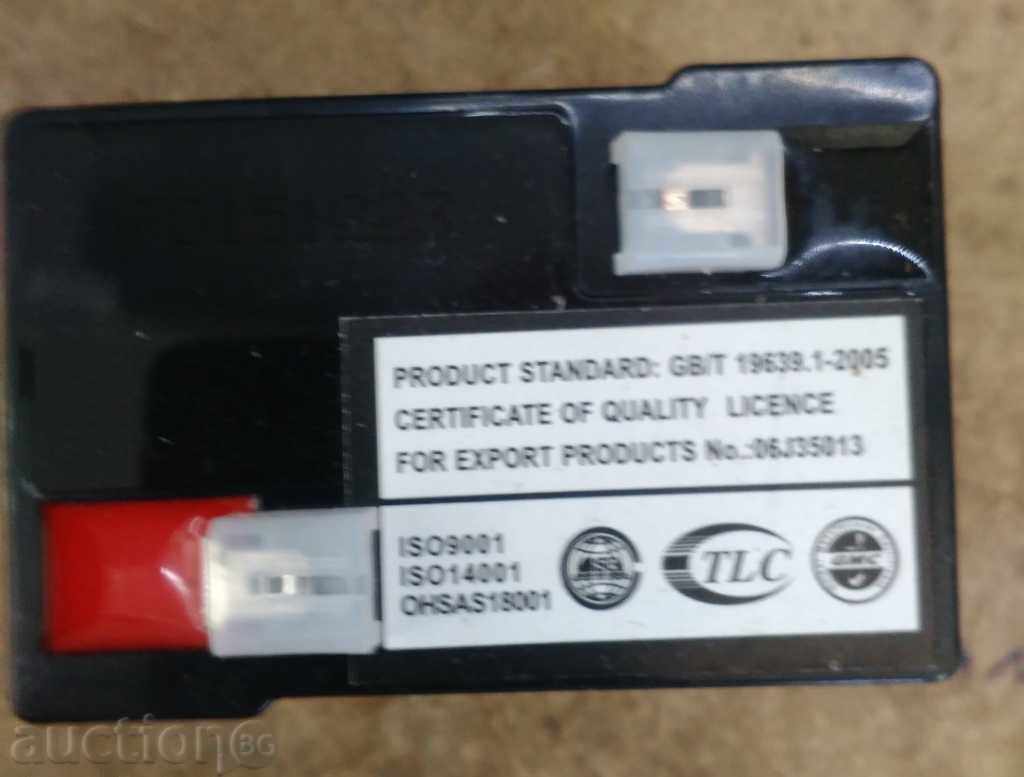 PRODUCT STANDARD: GB/T 19639.1-2005
CERTIFICATE OF QUALITY LICENCE
FOR EXPORT PRODUCTS No.:06J35013
ISO9001
ISO14001
OHSAS18001
TLC
auction BG